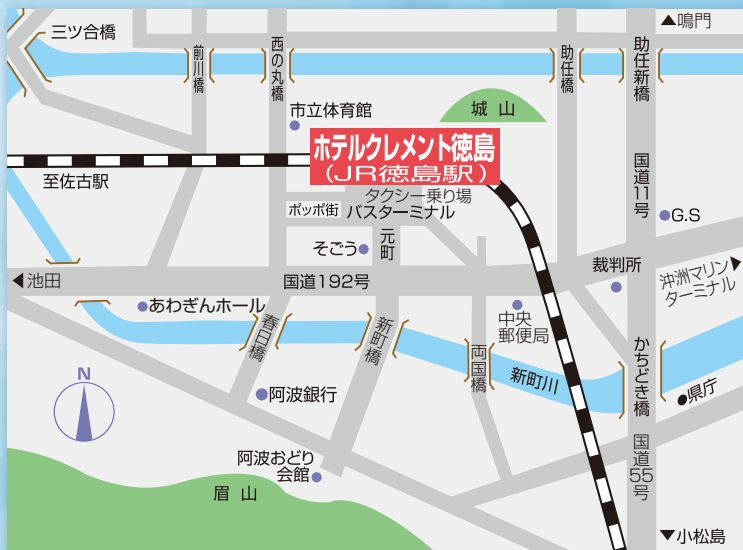 ▲鳴門
三ツ合橋
前川橋
西の丸橋
助任橋
助任新橋
市立体育館
城山
ホテルクレメント徳島
(JR徳島駅)
至佐古駅
国道11号
タクシー乗り場
ポッポ街
バスターミナル
G.S
そごう
元町
裁判所
沖洲マリン
ターミナル
◀池田
国道192号
あわぎんホール
中央
郵便局
春日橋
新町橋
両国橋
かちどき橋
新町川
N
阿波銀行
県庁
国道55号
阿波おどり
会館
眉山
▼小松島